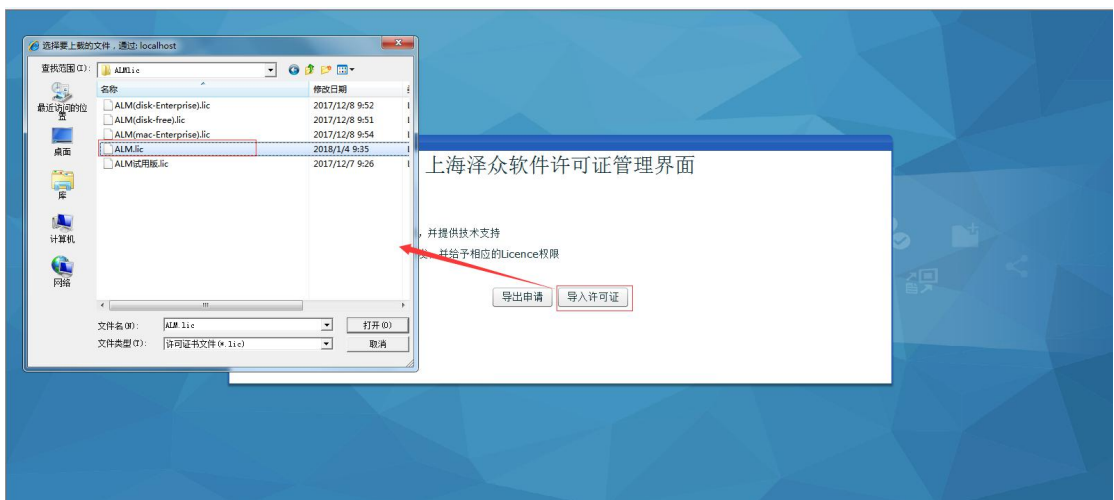 选择要上载的文件，通过: localhost
查找范围(I):
ALMlic
最近访问的位置
桌面
库
计算机
网络
名称
修改日期
ALM(disk-Enterprise).lic
2017/12/8 9:52
ALM(disk-free).lic
2017/12/8 9:51
ALM(mac-Enterprise).lic
2017/12/8 9:54
ALM.lic
2018/1/4 9:35
ALM试用版.lic
2017/12/7 9:26
文件名(N):
ALM.lic
打开(O)
文件类型(T):
许可证书文件(*.lic)
取消
上海泽众软件许可证管理界面
，并提供技术支持
，并给予相应的Licence权限
导出申请
导入许可证